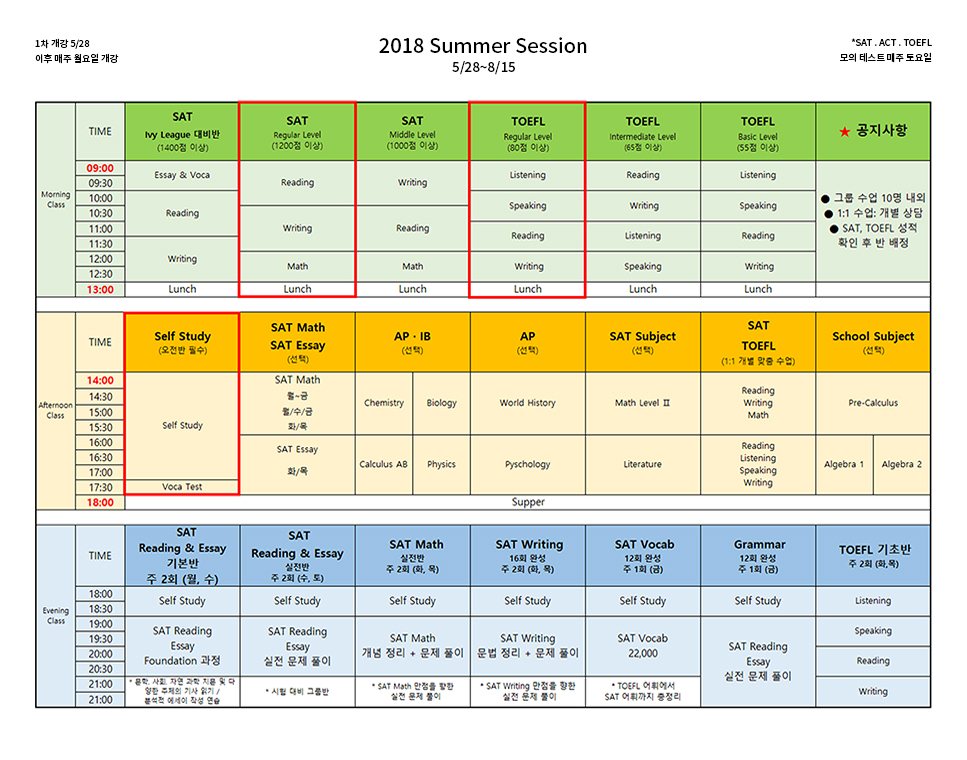 1차 개강 5/28
이후 매주 월요일 개강
2018 Summer Session
5/28~8/15
*SAT . ACT . TOEFL
모의 테스트 매주 토요일
Morning
Class
TIME
SAT
Ivy League 대비반
(1400점 이상)
SAT
Regular Level
(1200점 이상)
SAT
Middle Level
(1000점 이상)
TOEFL
Regular Level
(80점 이상)
TOEFL
Intermediate Level
(65점 이상)
TOEFL
Basic Level
(55점 이상)
★ 공지사항
09:00
09:30
10:00
10:30
11:00
11:30
12:00
12:30
13:00
Essay & Voca
Reading
Writing
Lunch
Reading
Writing
Math
Lunch
Writing
Reading
Math
Lunch
Listening
Speaking
Reading
Writing
Lunch
Reading
Writing
Listening
Speaking
Lunch
Listening
Speaking
Reading
Writing
Lunch
● 그룹 수업 10명 내외
● 1:1 수업: 개별 상담
● SAT, TOEFL 성적
확인 후 반 배정
Afternoon
Class
TIME
Self Study
(오전반 필수)
SAT Math
SAT Essay
(선택)
AP · IB
(선택)
AP
(선택)
SAT Subject
(선택)
SAT
TOEFL
(1:1 개별 맞춤 수업)
School Subject
(선택)
14:00
14:30
15:00
15:30
16:00
16:30
17:00
17:30
18:00
Self Study
Voca Test
SAT Math
월~금
월/수/금
화/목
SAT Essay
화/목
Chemistry
Biology
Calculus AB
Physics
World History
Pyschology
Math Level Ⅱ
Literature
Reading
Writing
Math
Reading
Listening
Speaking
Writing
Pre-Calculus
Algebra 1
Algebra 2
Supper
Evening
Class
TIME
SAT
Reading & Essay
기본반
주 2회 (월, 수)
SAT
Reading & Essay
실전반
주 2회 (수, 토)
SAT Math
실전반
주 2회 (화, 목)
SAT Writing
16회 완성
주 2회 (화, 목)
SAT Vocab
12회 완성
주 1회 (금)
Grammar
12회 완성
주 1회 (금)
TOEFL 기초반
주 2회 (화,목)
18:00
18:30
19:00
19:30
20:00
20:30
21:00
21:00
Self Study
SAT Reading
Essay
Foundation 과정
* 문학, 사회, 자연 과학 지문 및 다
양한 주제의 기사 읽기 /
분석적 에세이 작성 연습
Self Study
SAT Reading
Essay
실전 문제 풀이
* 시험 대비 그룹반
Self Study
SAT Math
개념 정리 + 문제 풀이
* SAT Math 만점을 향한
실전 문제 풀이
Self Study
SAT Writing
문법 정리 + 문제 풀이
* SAT Writing 만점을 향한
실전 문제 풀이
Self Study
SAT Vocab
22,000
* TOEFL 어휘에서
SAT 어휘까지 총정리
Self Study
SAT Reading
Essay
실전 문제 풀이
Listening
Speaking
Reading
Writing